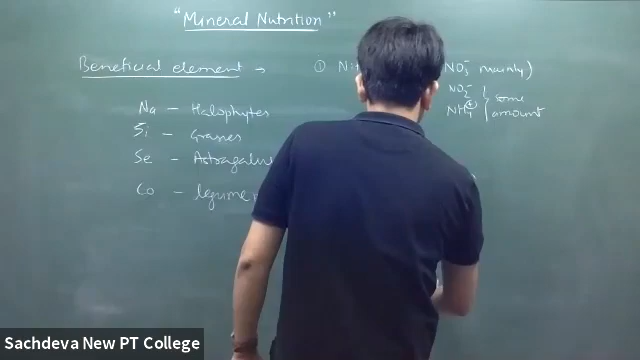 "Mineral Nutrition"
Beneficial element →
Na — Halophytes
Si — Grasses
Se — Astragalus
Co — legume
① NO₃⁻ mainly)
NO₂⁻
NH₄⁺ } some amount
Sachdeva New PT College